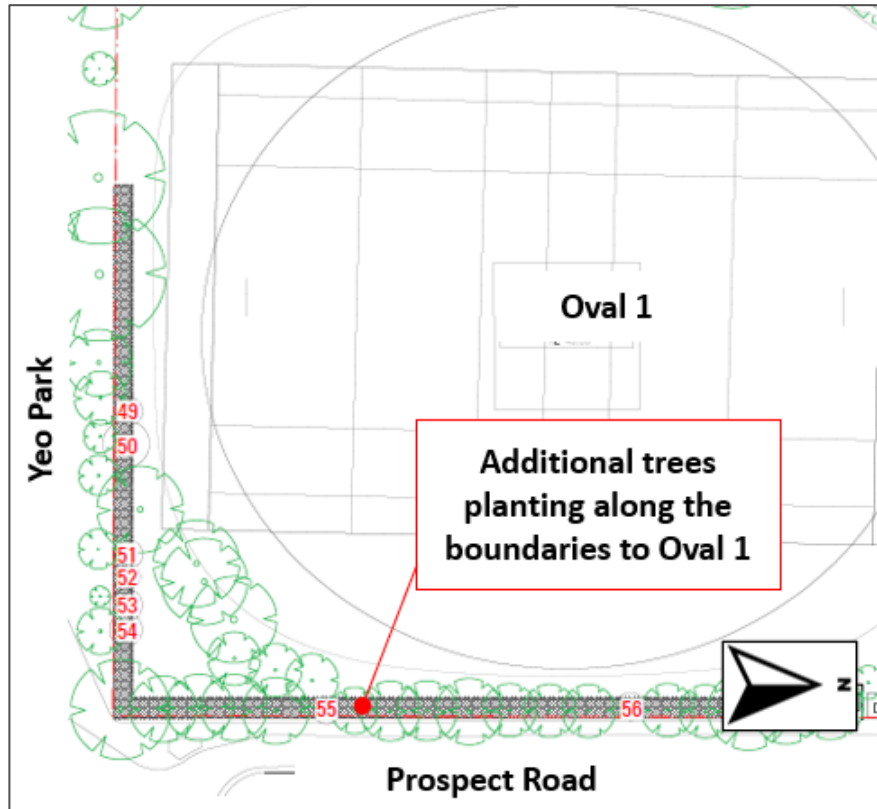 Oval 1
Yeo Park
49
50
Additional trees
planting along the
boundaries to Oval 1
51
52
53
54
55
56
N
Prospect Road